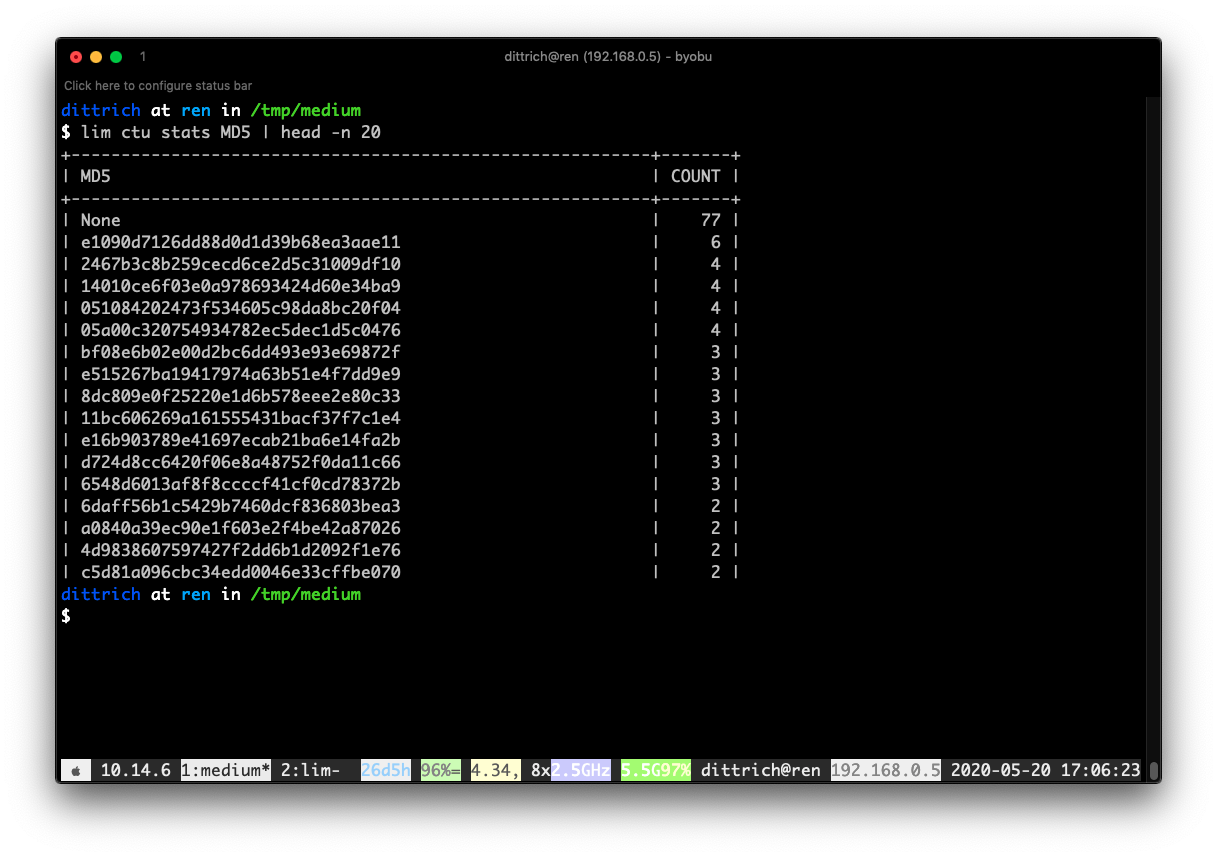 1 dittrich@ren (192.168.0.5) - byobu
Click here to configure status bar
dittrich at ren in /tmp/medium
$ lim ctu stats MD5 | head -n 20
+----------------------------------------------------------+-------+
| MD5                                                      | COUNT |
+----------------------------------------------------------+-------+
| None                                                     |    77 |
| e1090d7126dd88d0d1d39b68ea3aae11                         |     6 |
| 2467b3c8b259cecd6ce2d5c31009df10                         |     4 |
| 14010ce6f03e0a978693424d60e34ba9                         |     4 |
| 051084202473f534605c98da8bc20f04                         |     4 |
| 05a00c320754934782ec5dec1d5c0476                         |     4 |
| bf08e6b02e00d2bc6dd493e93e69872f                         |     3 |
| e515267ba19417974a63b51e4f7dd9e9                         |     3 |
| 8dc809e0f25220e1d6b578eee2e80c33                         |     3 |
| 11bc606269a161555431bacf37f7c1e4                         |     3 |
| e16b903789e41697ecab21ba6e14fa2b                         |     3 |
| d724d8cc6420f06e8a48752f0da11c66                         |     3 |
| 6548d6013af8f8ccccf41cf0cd78372b                         |     3 |
| 6daff56b1c5429b7460dcf836803bea3                         |     2 |
| a0840a39ec90e1f603e2f4be42a87026                         |     2 |
| 4d9838607597427f2dd6b1d2092f1e76                         |     2 |
| c5d81a096cbc34edd0046e33cffbe070                         |     2 |
dittrich at ren in /tmp/medium
$
10.14.6 1:medium* 2:lim- 26d5h 96%= 4.34, 8x2.5GHz 5.5G97% dittrich@ren 192.168.0.5 2020-05-20 17:06:23